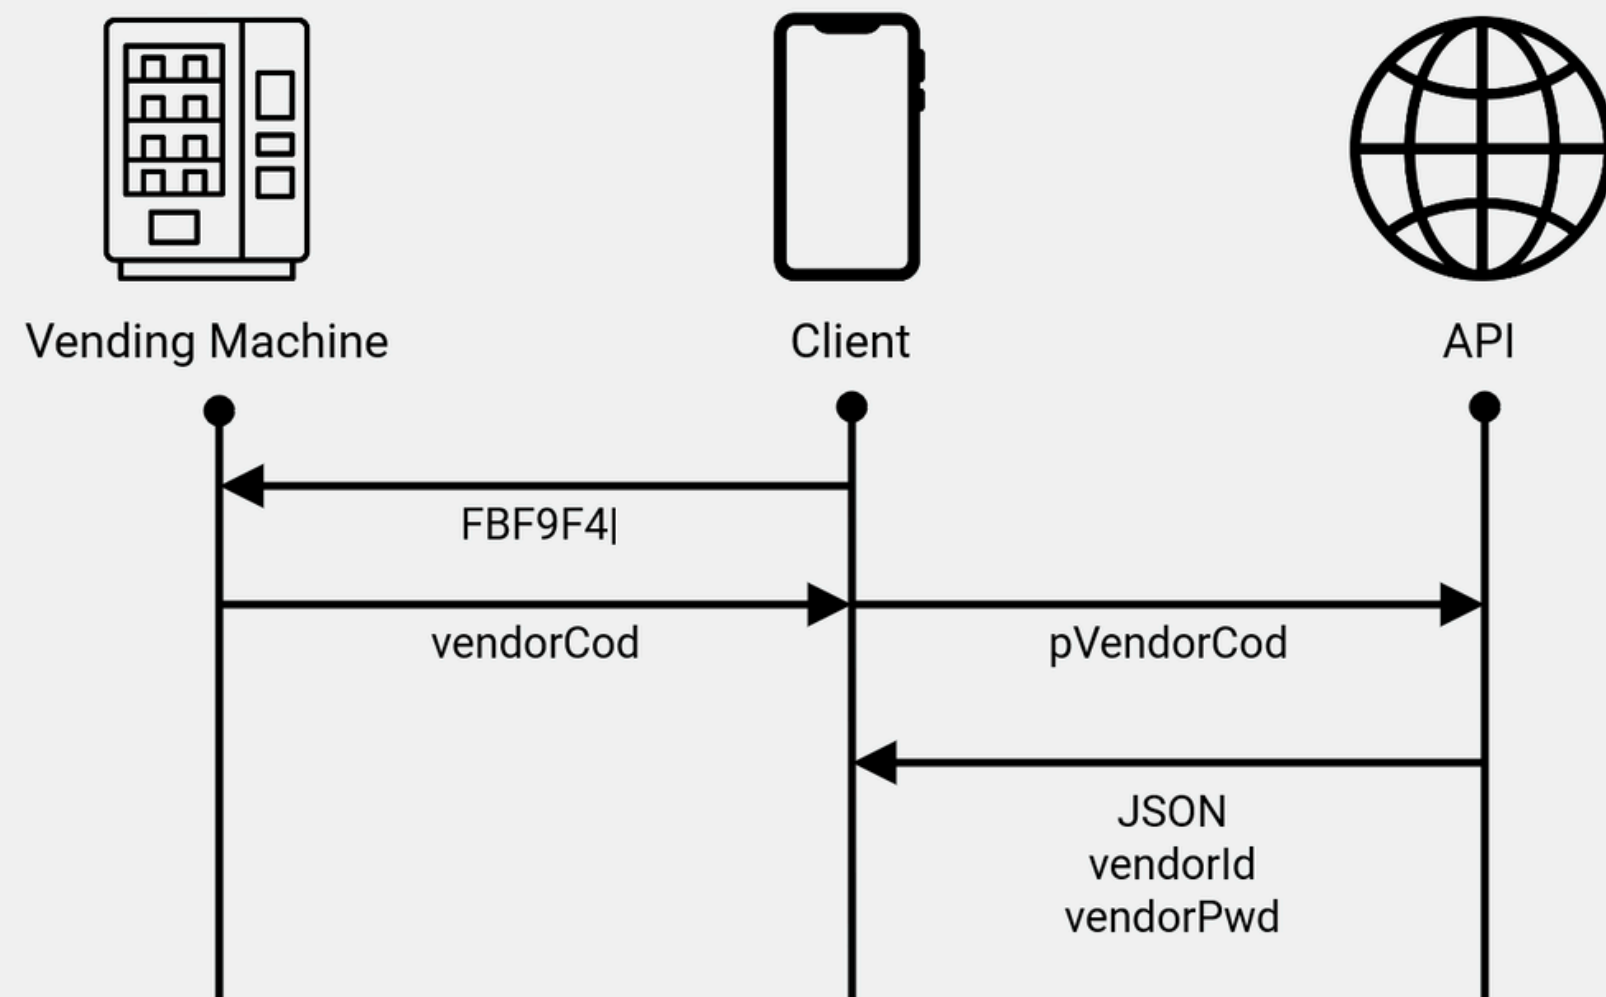 Vending Machine
Client
API
FBF9F4|
vendorCod
pVendorCod
JSON
vendorId
vendorPwd